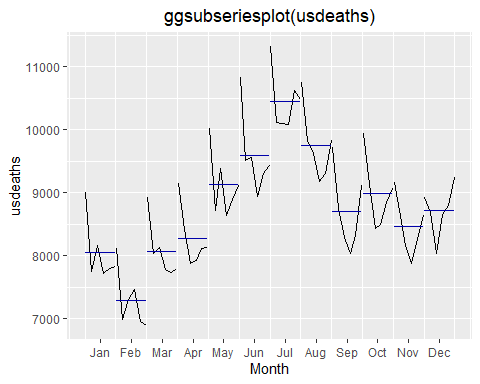 ggsubseriesplot(usdeaths)
usdeaths
11000
10000
9000
8000
7000
Jan Feb Mar Apr May Jun Jul Aug Sep Oct Nov Dec
Month